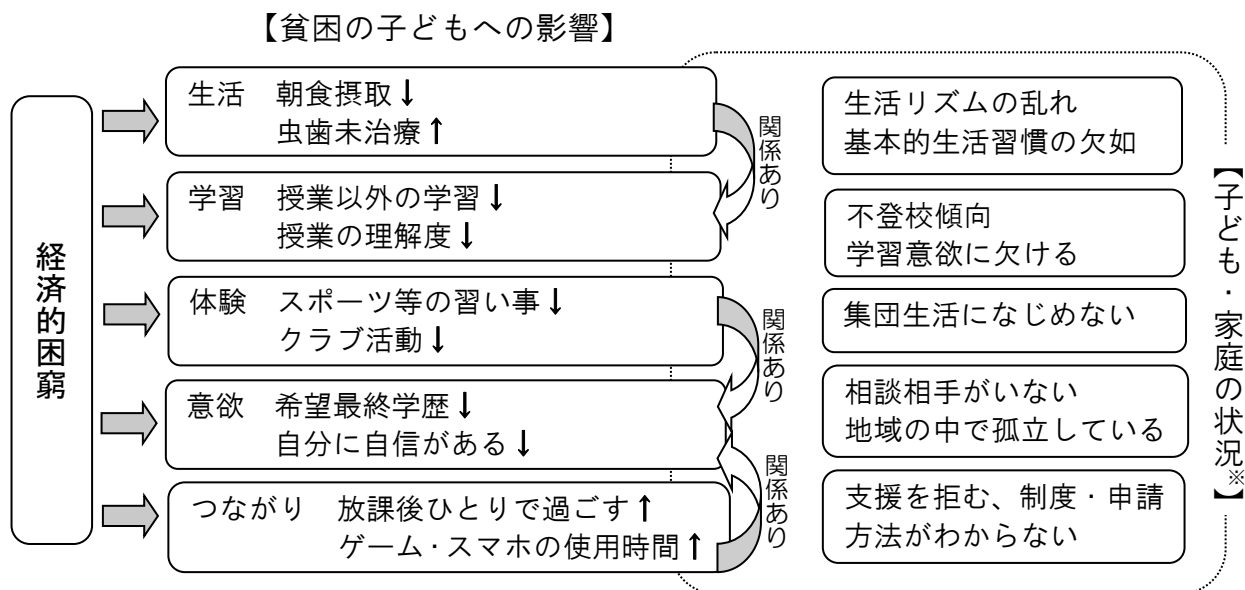 【貧困の子どもへの影響】
経済的困窮
生活 朝食摂取↓
虫歯未治療↑
学習 授業以外の学習↓
授業の理解度↓
体験 スポーツ等の習い事↓
クラブ活動↓
意欲 希望最終学歴↓
自分に自信がある↓
つながり 放課後ひとりで過ごす↑
ゲーム・スマホの使用時間↑
関係あり
関係あり
関係あり
生活リズムの乱れ
基本的生活習慣の欠如
不登校傾向
学習意欲に欠ける
集団生活になじめない
相談相手がいない
地域の中で孤立している
支援を拒む、制度・申請
方法がわからない
【子ども・家庭の状況※】